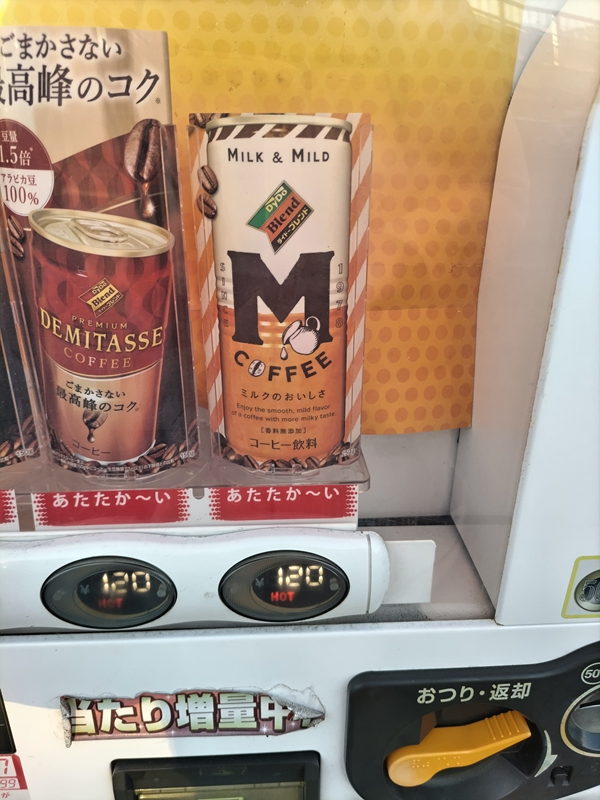 ごまかさない
最高峰のコク
豆量
1.5倍
アラビカ豆
100%
DyDo
Blend
PREMIUM
DEMITASSE
COFFEE
ごまかさない
最高峰のコク
コーヒー
MILK & MILD
DyDo
Blend
ダイドーブレンド
SINCE
1975
M
COFFEE
ミルクのおいしさ
Enjoy the smooth, mild flavor
of a coffee with more milky taste
[香料無添加]
コーヒー飲料
あたたか〜い
あたたか〜い
120
HOT
¥ 120
HOT
当たり増量中
おつり・返却
50